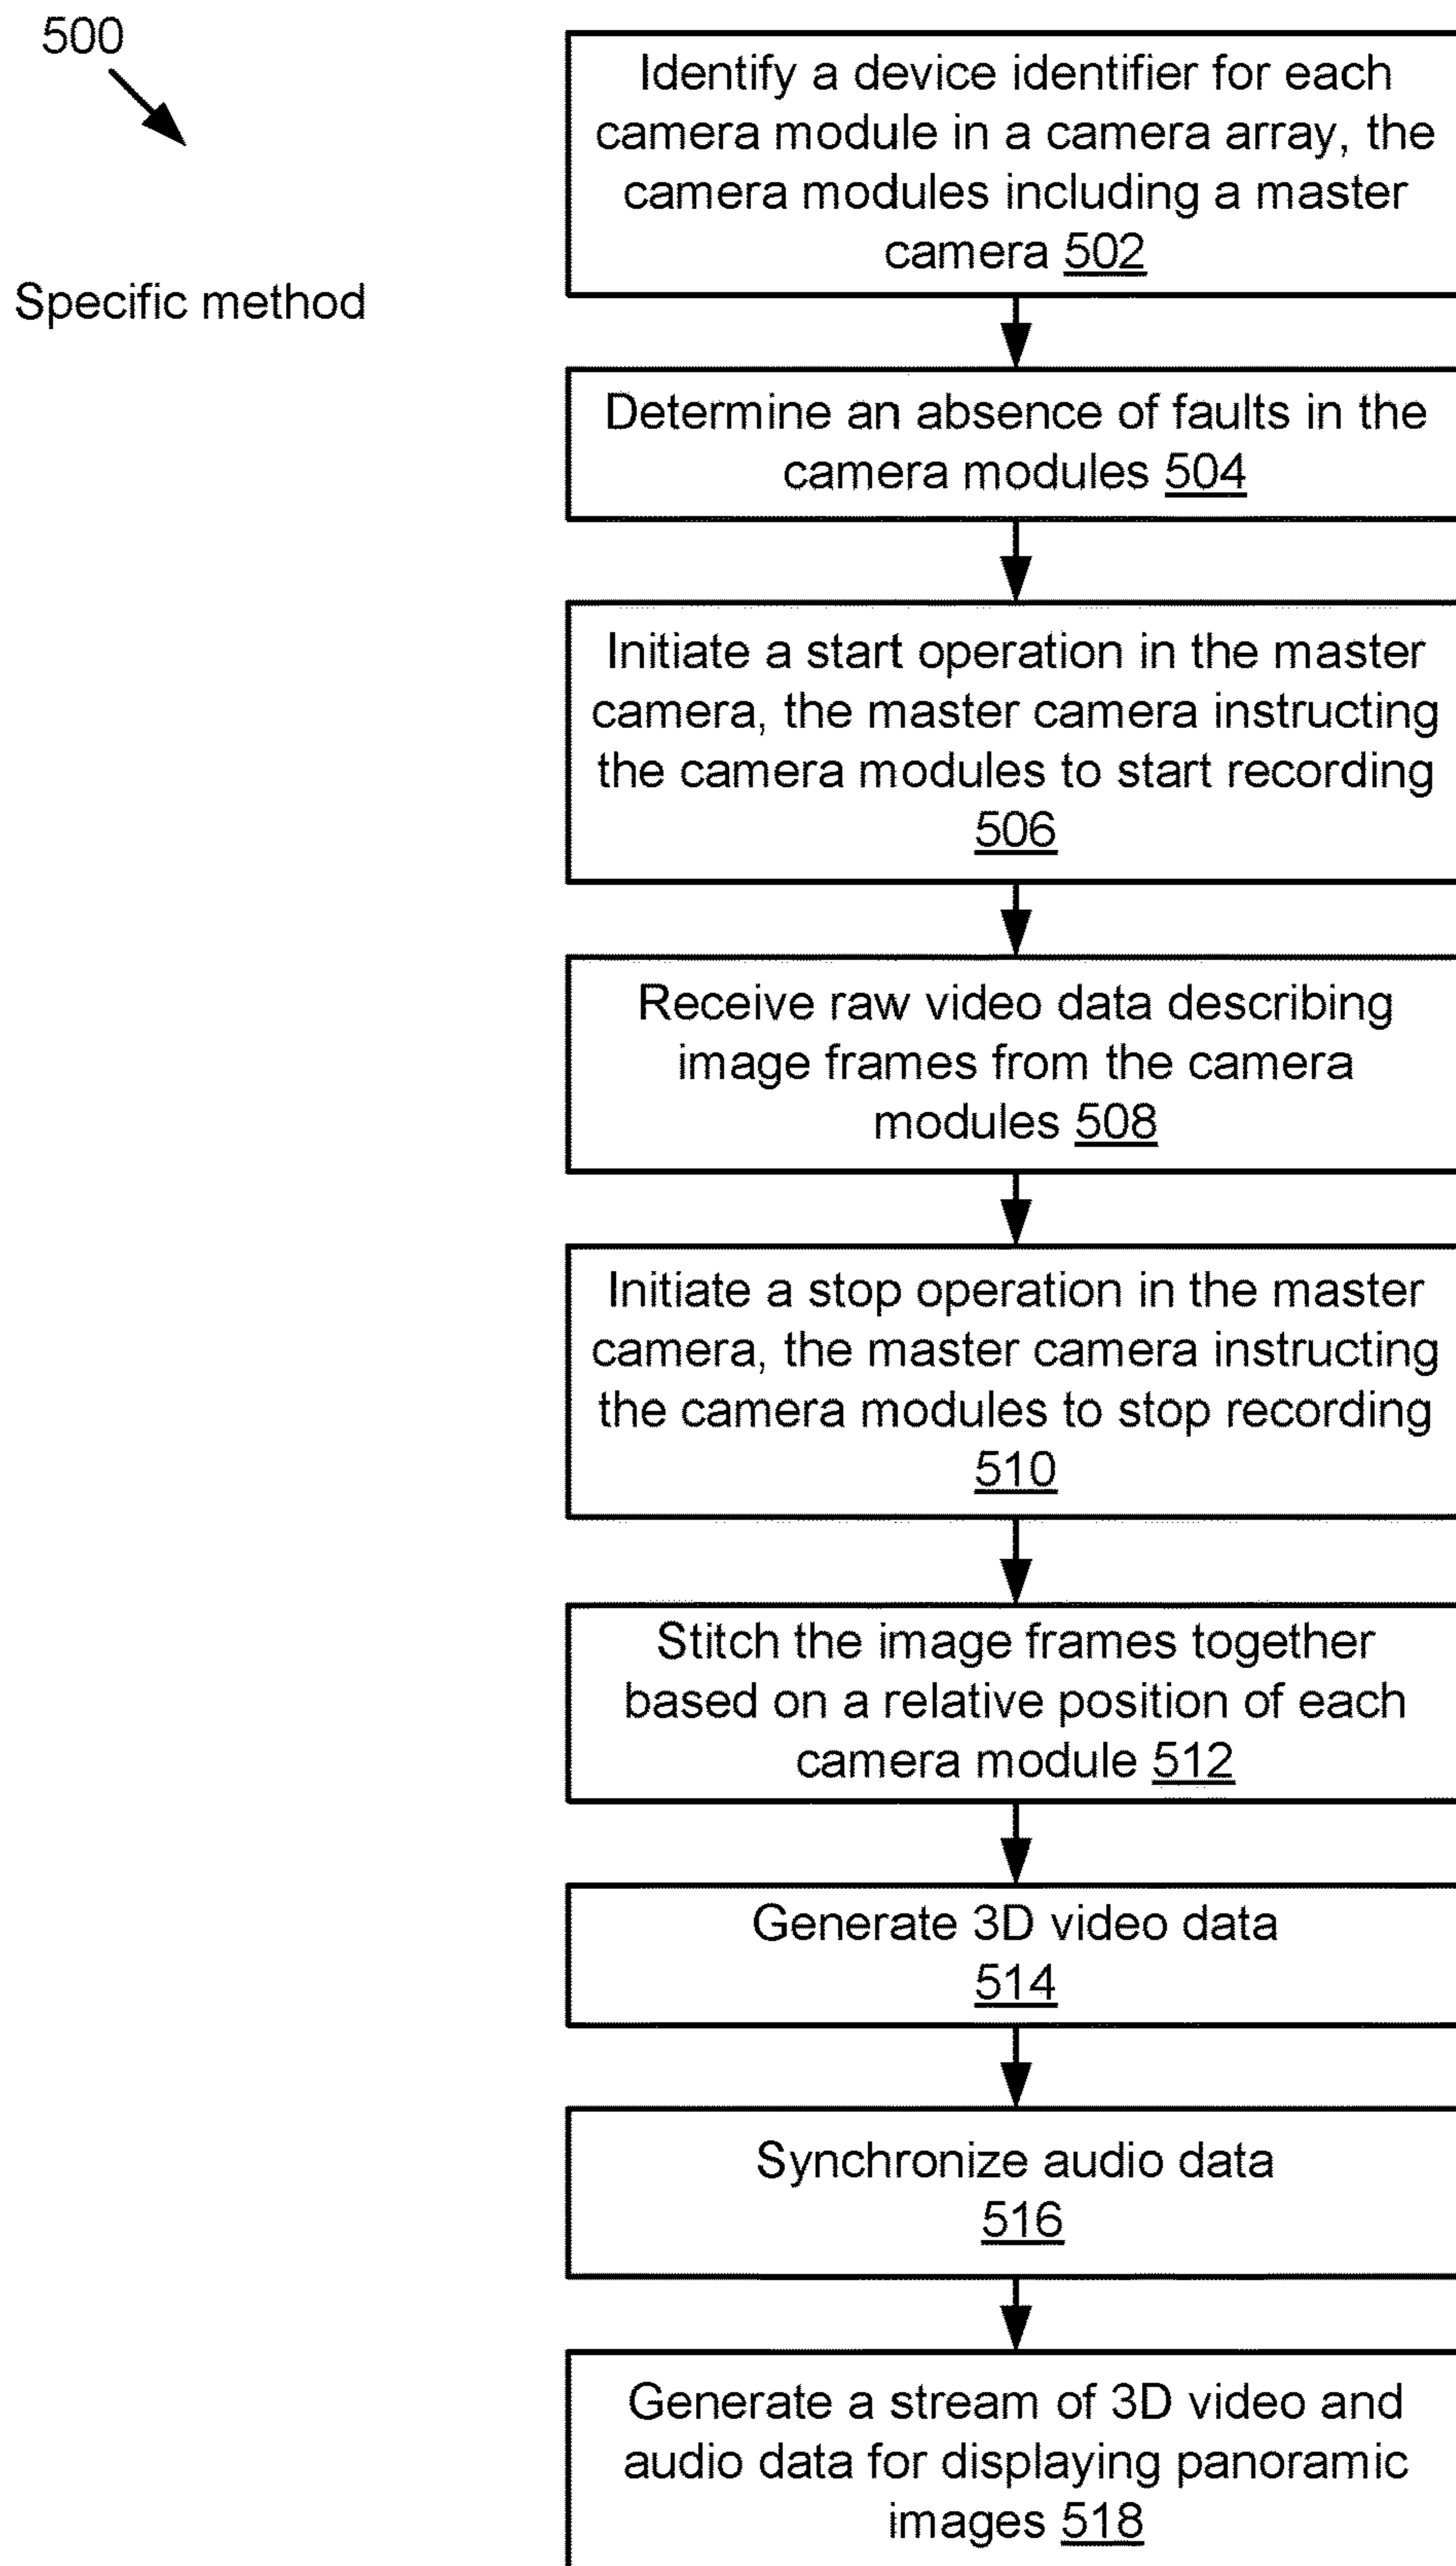 500
Specific method
Identify a device identifier for each
camera module in a camera array, the
camera modules including a master
camera 502
Determine an absence of faults in the
camera modules 504
Initiate a start operation in the master
camera, the master camera instructing
the camera modules to start recording
506
Receive raw video data describing
image frames from the camera
modules 508
Initiate a stop operation in the master
camera, the master camera instructing
the camera modules to stop recording
510
Stitch the image frames together
based on a relative position of each
camera module 512
Generate 3D video data
514
Synchronize audio data
516
Generate a stream of 3D video and
audio data for displaying panoramic
images 518